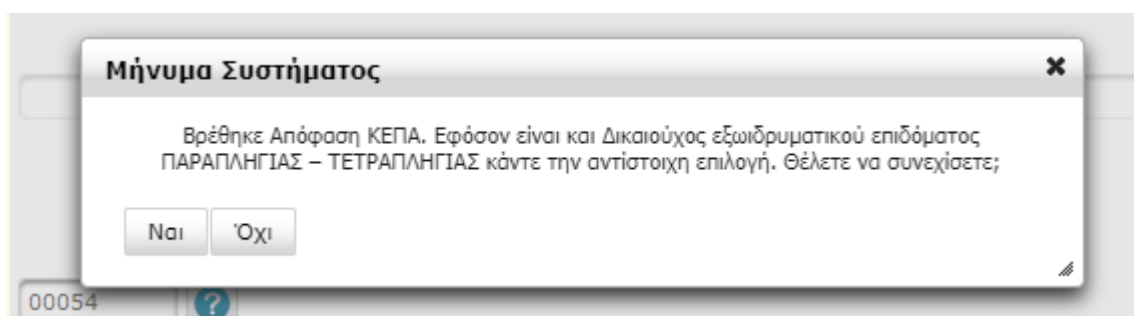 Μήνυμα Συστήματος
Βρέθηκε Απόφαση ΚΕΠΑ. Εφόσον είναι και Δικαιούχος εξωιδρυματικού επιδόματος
ΠΑΡΑΠΛΗΓΙΑΣ – ΤΕΤΡΑΠΛΗΓΙΑΣ κάντε την αντίστοιχη επιλογή. Θέλετε να συνεχίσετε;
Ναι Όχι
00054 ?